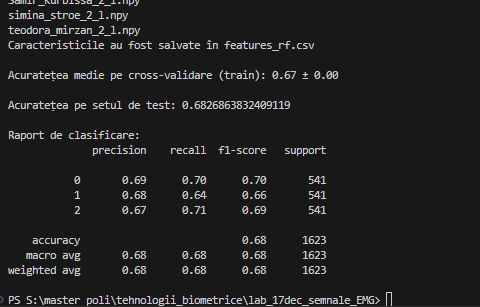 samir_kurbissa_2_l.npy
simina_stroe_2_l.npy
teodora_mirzan_2_l.npy
Caracteristicile au fost salvate în features_rf.csv
Acuratețea medie pe cross-validare (train): 0.67 ± 0.00
Acuratețea pe setul de test: 0.6826863832409119
Raport de clasificare:
precision recall f1-score support
0 0.69 0.70 0.70 541
1 0.68 0.64 0.66 541
2 0.67 0.71 0.69 541
accuracy 0.68 1623
macro avg 0.68 0.68 0.68 1623
weighted avg 0.68 0.68 0.68 1623
PS S:\master poli\tehnologii_biometrice\lab_17dec_semnale_EMG>